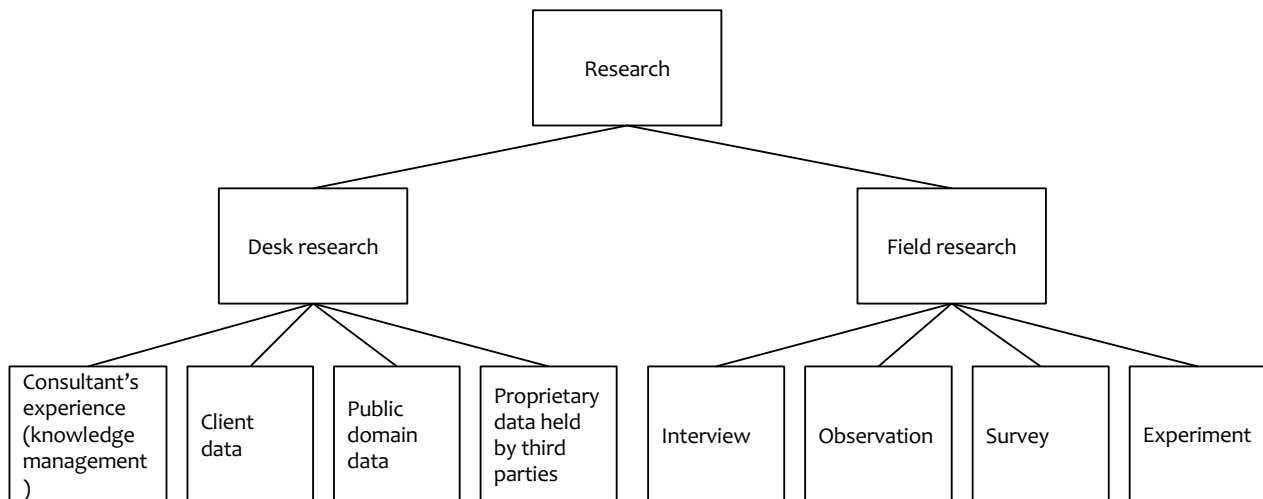 Research
Desk research
Field research
Consultant’s
experience
(knowledge
management
)
Client
data
Public
domain
data
Proprietary
data held
by third
parties
Interview
Observation
Survey
Experiment